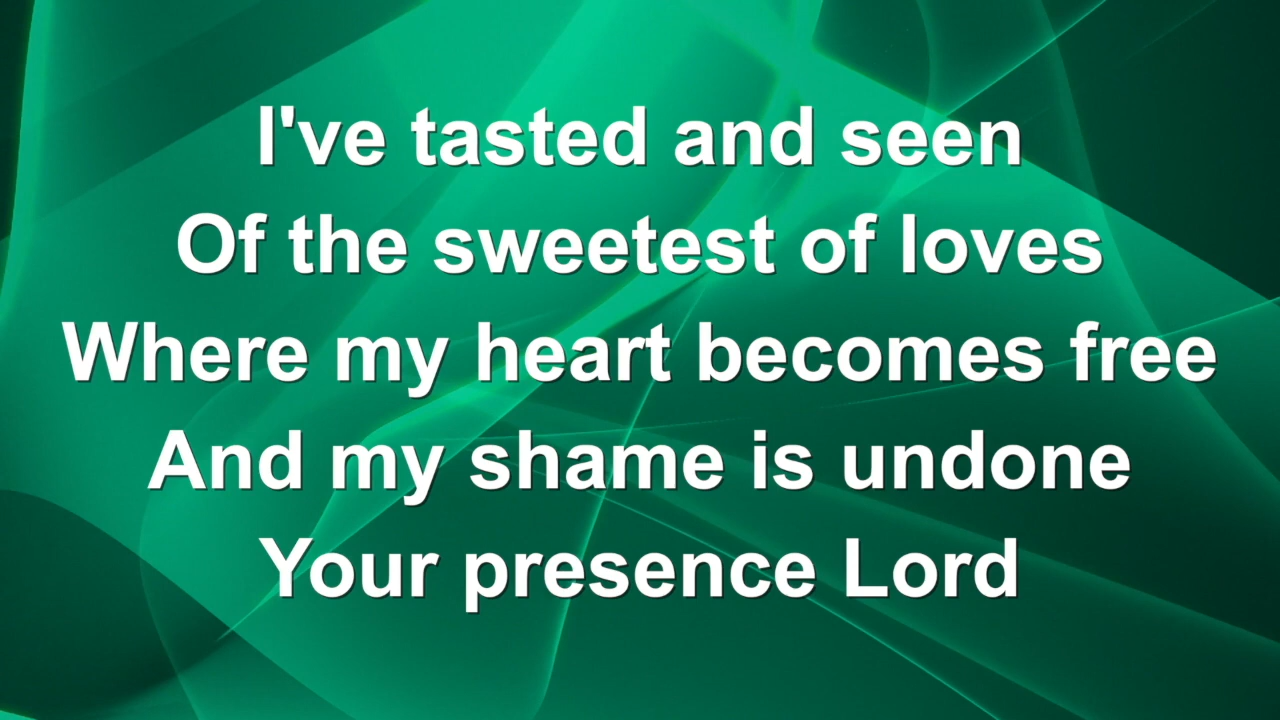 I've tasted and seen
Of the sweetest of loves
Where my heart becomes free
And my shame is undone
Your presence Lord